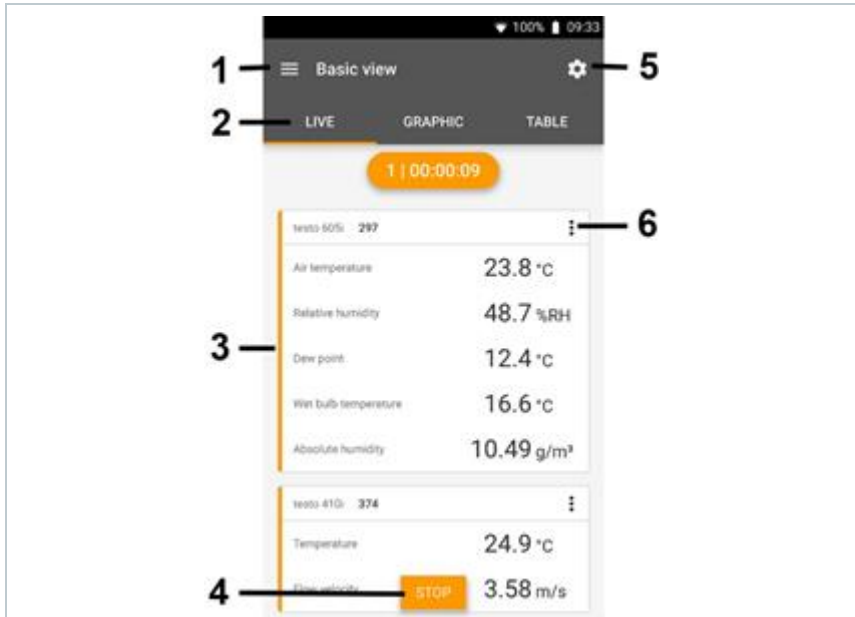 100% 09:33
1 Basic view 5
2 LIVE GRAPHIC TABLE
1 | 00:00:09
testo 605i 297 6
Air temperature 23.8 °C
Relative humidity 48.7 %RH
3
Dew point 12.4 °C
Wet bulb temperature 16.6 °C
Absolute humidity 10.49 g/m³
testo 410i 374
Temperature 24.9 °C
4 Flow velocity STOP 3.58 m/s